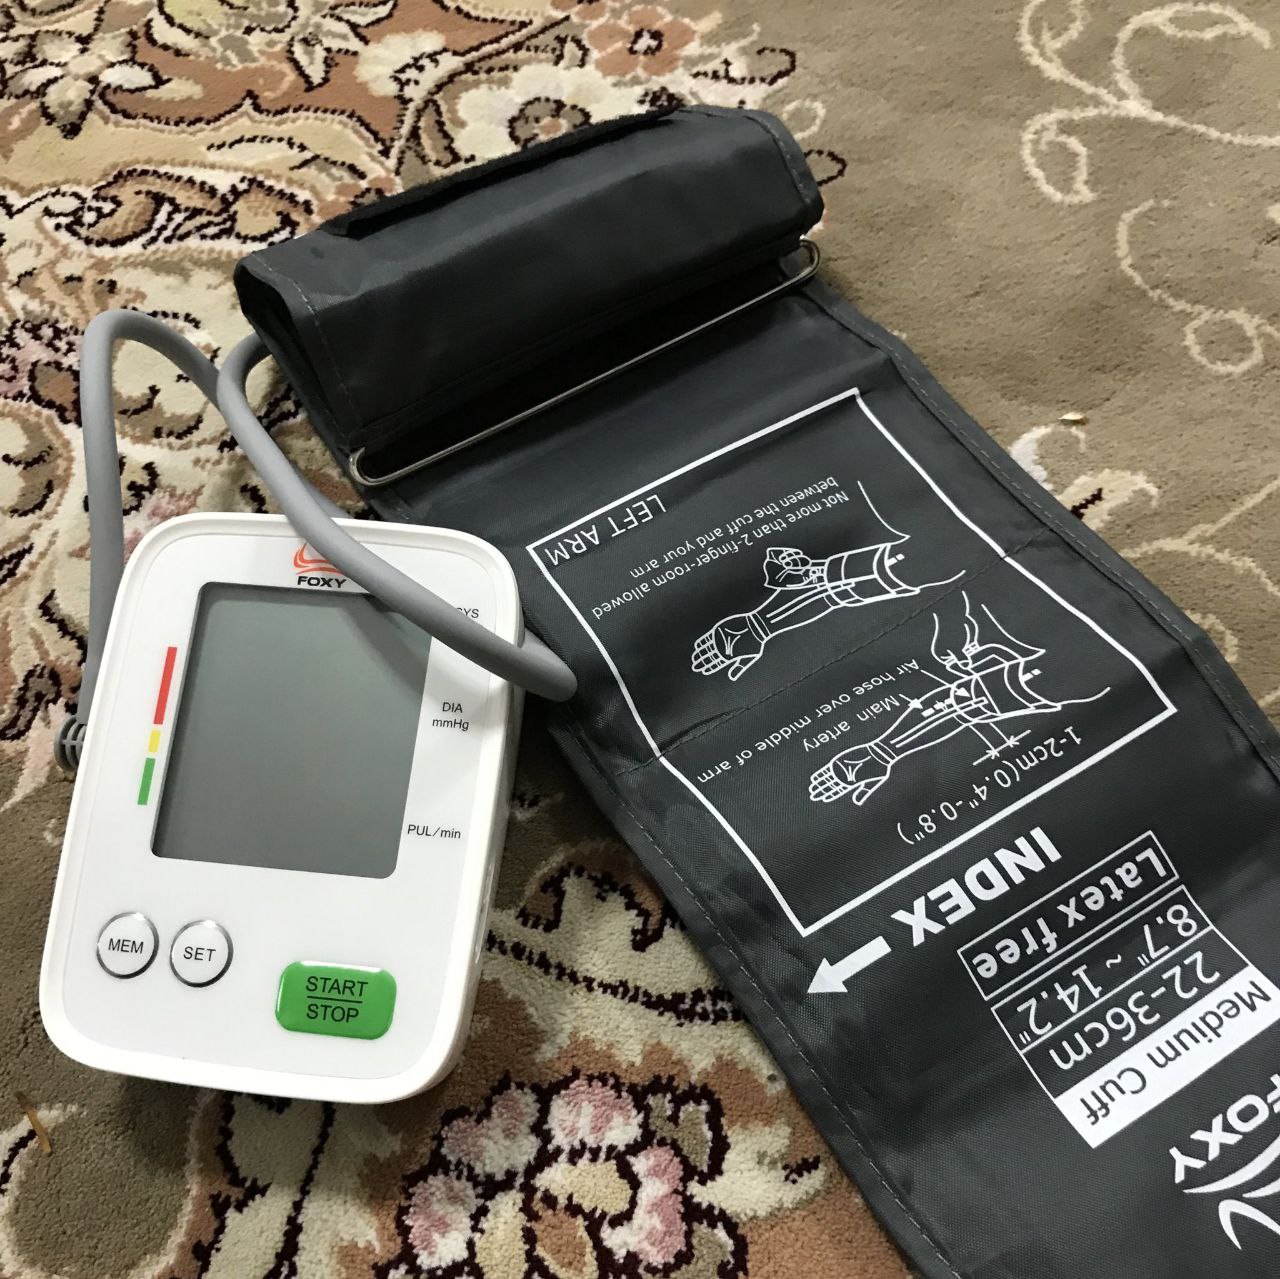 FOXY
SYS
DIA
mmHg
PUL/min
MEM
SET
START
STOP
LEFT ARM
Not more than 2-finger-room allowed
between the cuff and your arm
Air hose over middle of arm
Main artery
1-2cm(0.4"-0.8")
INDEX
Latex free
8.7" ~ 14.2"
22-36cm
Medium Cuff
FOXY